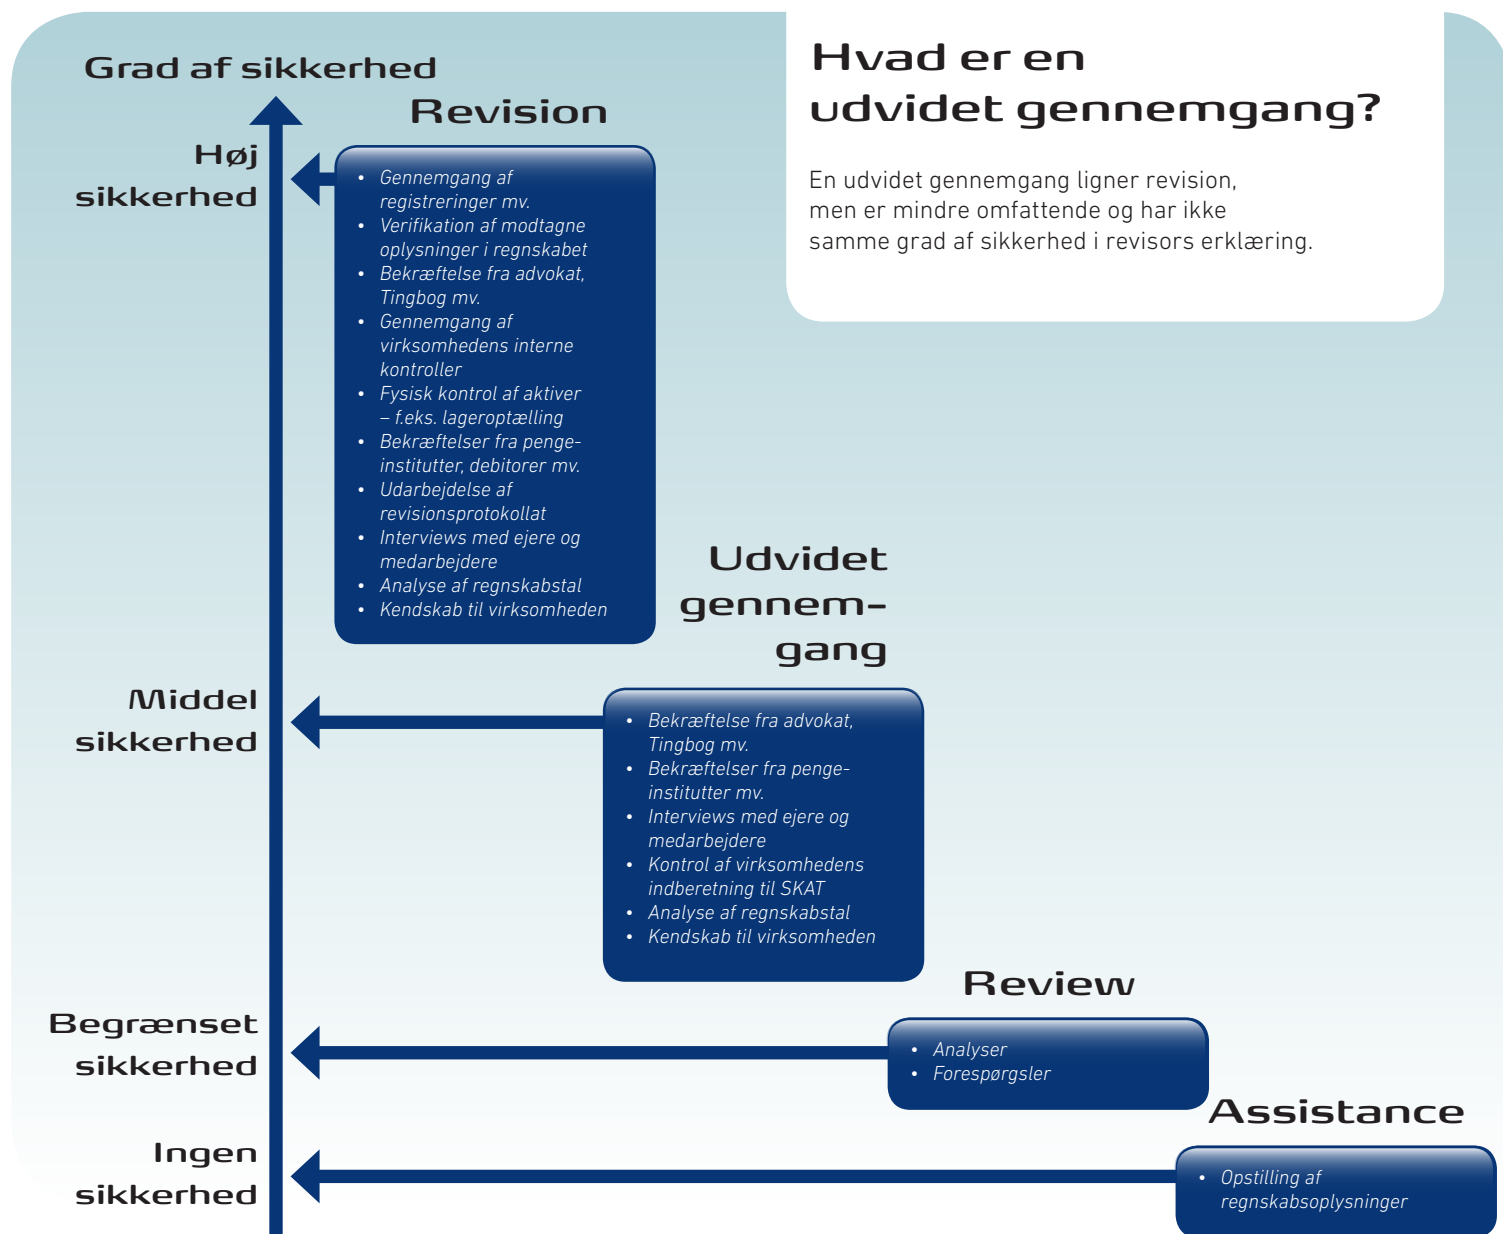 Hvad er en
udvidet gennemgang?
En udvidet gennemgang ligner revision,
men er mindre omfattende og har ikke
samme grad af sikkerhed i revisors erklæring.
Grad af sikkerhed
Høj
sikkerhed
Revision
• Gennemgang af
registreringer mv.
• Verifikation af modtagne
oplysninger i regnskabet
• Bekræftelse fra advokat,
Tingbog mv.
• Gennemgang af
virksomhedens interne
kontroller
• Fysisk kontrol af aktiver
– f.eks. lageroptælling
• Bekræftelser fra penge-
institutter, debitorer mv.
• Udarbejdelse af
revisionsprotokollat
• Interviews med ejere og
medarbejdere
• Analyse af regnskabstal
• Kendskab til virksomheden
Middel
sikkerhed
Udvidet
gennem-
gang
• Bekræftelse fra advokat,
Tingbog mv.
• Bekræftelser fra penge-
institutter mv.
• Interviews med ejere og
medarbejdere
• Kontrol af virksomhedens
indberetning til SKAT
• Analyse af regnskabstal
• Kendskab til virksomheden
Begrænset
sikkerhed
Review
• Analyser
• Forespørgsler
Ingen
sikkerhed
Assistance
• Opstilling af
regnskabsoplysninger